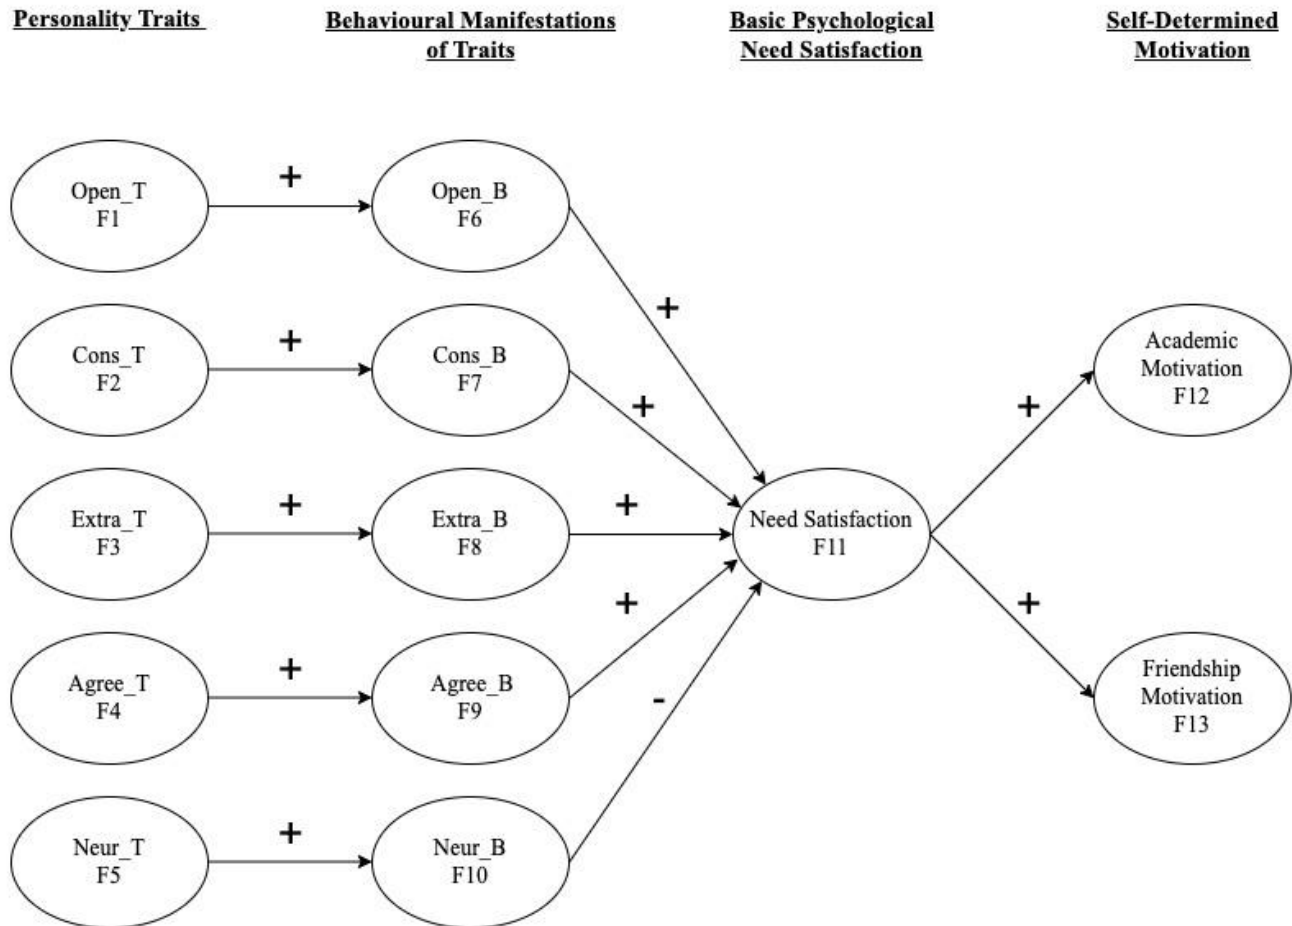 Personality Traits
Behavioural Manifestations
of Traits
Basic Psychological
Need Satisfaction
Self-Determined
Motivation
Open_T
F1
+
Open_B
F6
+
Cons_T
F2
+
Cons_B
F7
+
Extra_T
F3
+
Extra_B
F8
+
Agree_T
F4
+
Agree_B
F9
+
Neur_T
F5
+
Neur_B
F10
-
Need Satisfaction
F11
+
Academic
Motivation
F12
+
Friendship
Motivation
F13